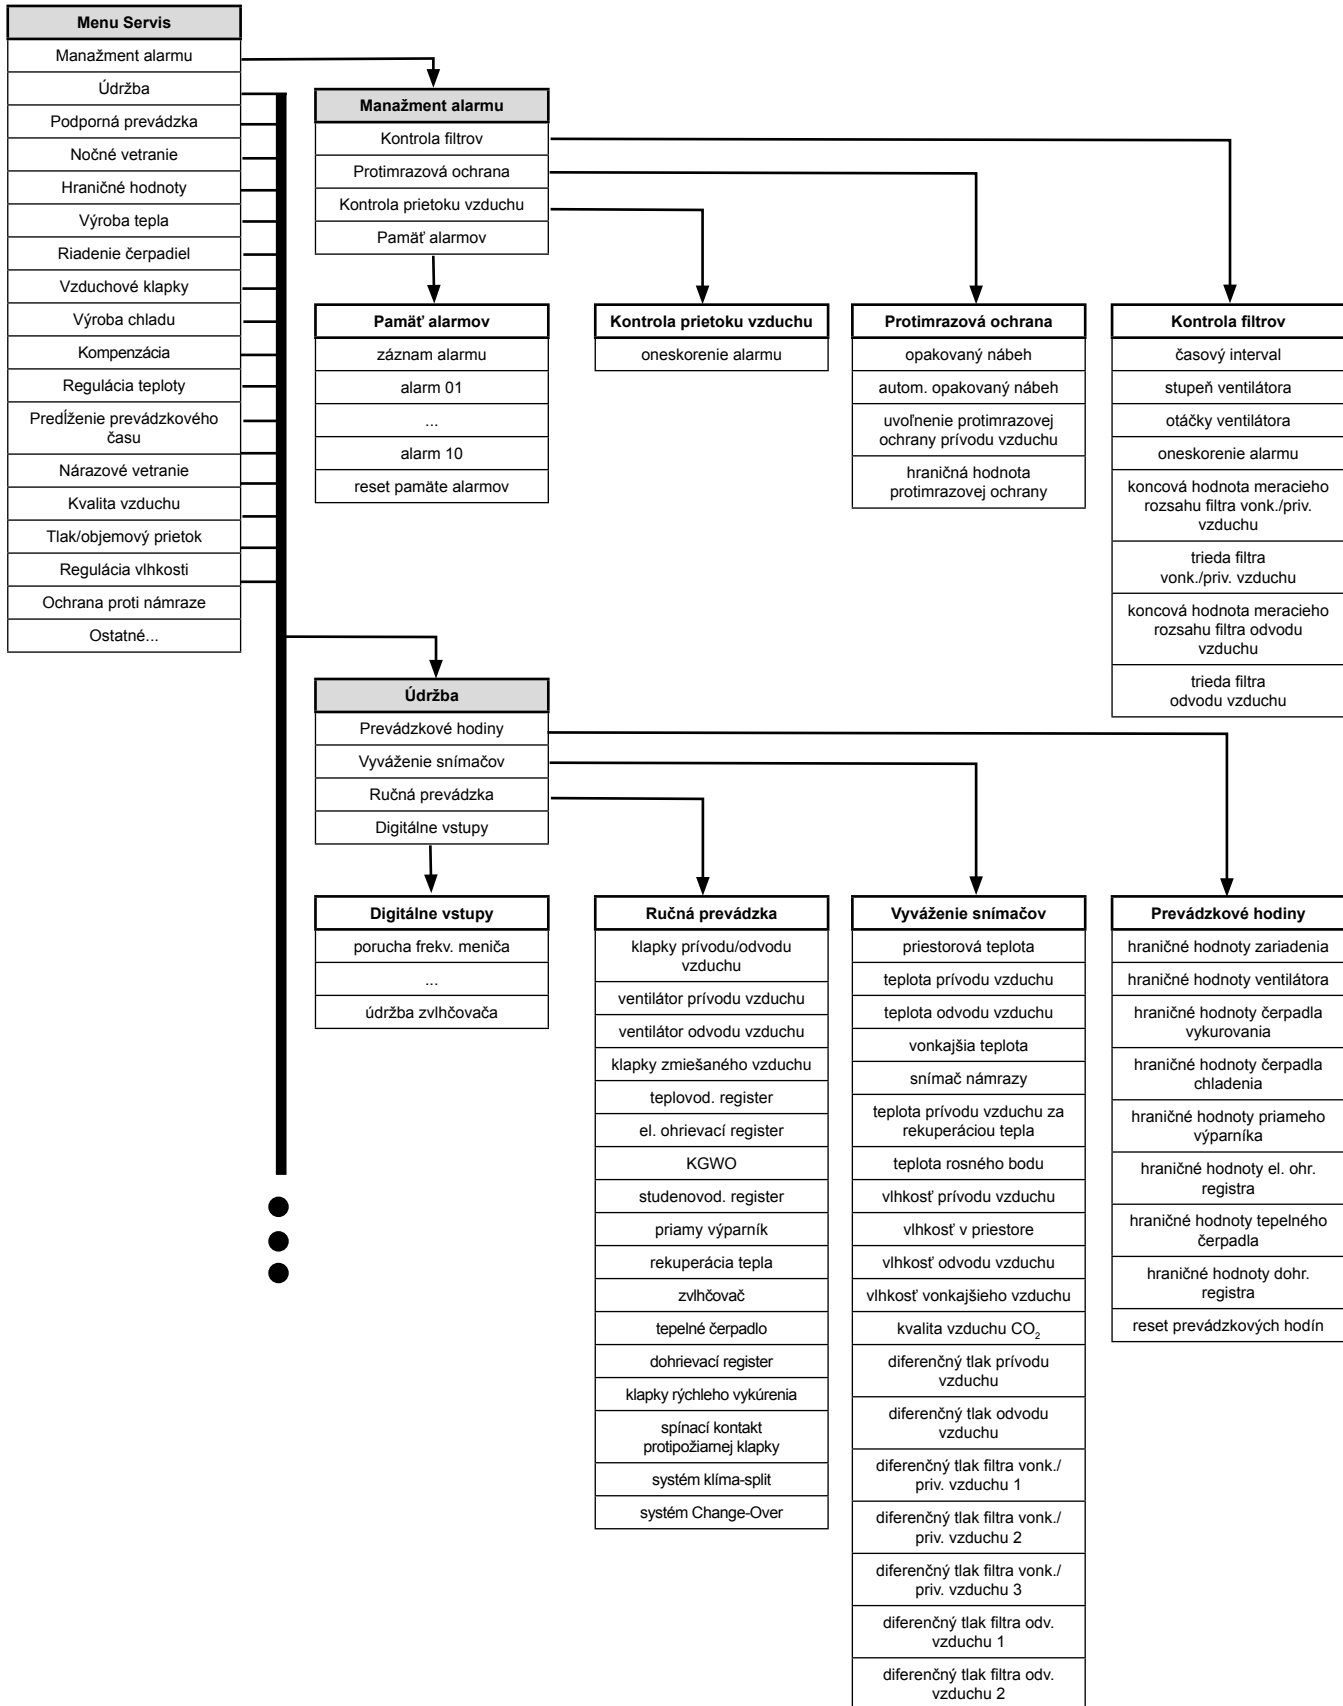 Menu Servis
Manažment alarmu
Údržba
Podporná prevádzka
Nočné vetranie
Hraničné hodnoty
Výroba tepla
Riadenie čerpadiel
Vzduchové klapky
Výroba chladu
Kompenzácia
Regulácia teploty
Predĺženie prevádzkového
času
Nárazové vetranie
Kvalita vzduchu
Tlak/objemový prietok
Regulácia vlhkosti
Ochrana proti námraze
Ostatné...
Manažment alarmu
Kontrola filtrov
Protimrazová ochrana
Kontrola prietoku vzduchu
Pamäť alarmov
Pamäť alarmov
záznam alarmu
alarm 01
...
alarm 10
reset pamäte alarmov
Kontrola prietoku vzduchu
oneskorenie alarmu
Protimrazová ochrana
opakovaný nábeh
autom. opakovaný nábeh
uvoľnenie protimrazovej
ochrany prívodu vzduchu
hraničná hodnota
protimrazovej ochrany
Kontrola filtrov
časový interval
stupeň ventilátora
otáčky ventilátora
oneskorenie alarmu
koncová hodnota meracieho
rozsahu filtra vonk./priv.
vzduchu
trieda filtra
vonk./priv. vzduchu
koncová hodnota meracieho
rozsahu filtra odvodu
vzduchu
trieda filtra
odvodu vzduchu
Údržba
Prevádzkové hodiny
Vyváženie snímačov
Ručná prevádzka
Digitálne vstupy
Digitálne vstupy
porucha frekv. meniča
...
údržba zvlhčovača
Ručná prevádzka
klapky prívodu/odvodu
vzduchu
ventilátor prívodu vzduchu
ventilátor odvodu vzduchu
klapky zmiešaného vzduchu
teplovod. register
el. ohrievací register
KGWO
studenovod. register
priamy výparník
rekuperácia tepla
zvlhčovač
tepelné čerpadlo
dohrievací register
klapky rýchleho vykúrenia
spínací kontakt
protipožiarnej klapky
systém klíma-split
systém Change-Over
Vyváženie snímačov
priestorová teplota
teplota prívodu vzduchu
teplota odvodu vzduchu
vonkajšia teplota
snímač námrazy
teplota prívodu vzduchu za
rekuperáciou tepla
teplota rosného bodu
vlhkosť prívodu vzduchu
vlhkosť v priestore
vlhkosť odvodu vzduchu
vlhkosť vonkajšieho vzduchu
kvalita vzduchu CO₂
diferenčný tlak prívodu
vzduchu
diferenčný tlak odvodu
vzduchu
diferenčný tlak filtra vonk./
priv. vzduchu 1
diferenčný tlak filtra vonk./
priv. vzduchu 2
diferenčný tlak filtra vonk./
priv. vzduchu 3
diferenčný tlak filtra odv.
vzduchu 1
diferenčný tlak filtra odv.
vzduchu 2
Prevádzkové hodiny
hraničné hodnoty zariadenia
hraničné hodnoty ventilátora
hraničné hodnoty čerpadla
vykurovania
hraničné hodnoty čerpadla
chladenia
hraničné hodnoty priameho
výparníka
hraničné hodnoty el. ohr.
registra
hraničné hodnoty tepelného
čerpadla
hraničné hodnoty dohr.
registra
reset prevádzkových hodín